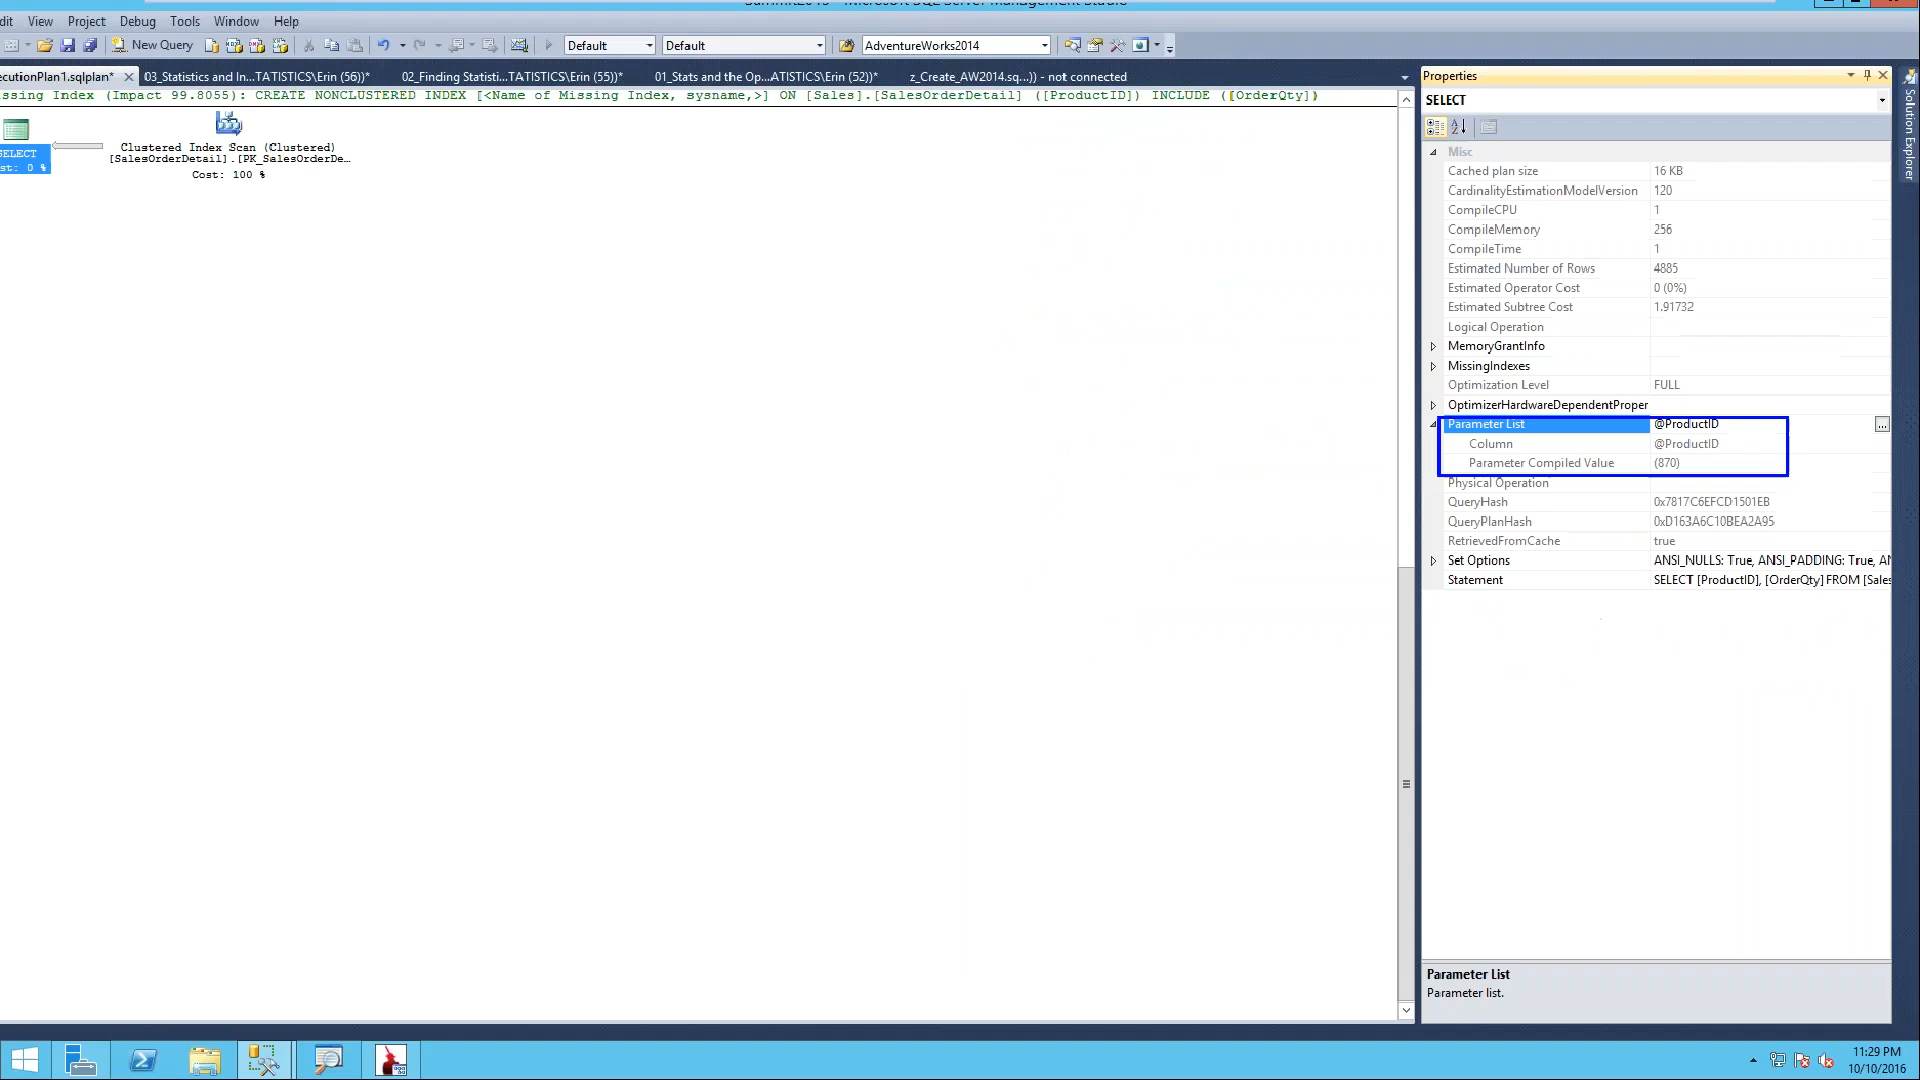 dit View Project Debug Tools Window Help
New Query Default Default AdventureWorks2014
ecutionPlan1.sqlplan* 03_Statistics and In...TATISTICS\Erin (56))* 02_Finding Statisti...TATISTICS\Erin (55))* 01_Stats and the Op...ATISTICS\Erin (52))* z_Create_AW2014.sq...)) - not connected
ssing Index (Impact 99.8055): CREATE NONCLUSTERED INDEX [<Name of Missing Index, sysname,>] ON [Sales].[SalesOrderDetail] ([ProductID]) INCLUDE ([OrderQty])
SELECT
st: 0 %
Clustered Index Scan (Clustered)
[SalesOrderDetail].[PK_SalesOrderDe...
Cost: 100 %
Properties
SELECT
Misc
Cached plan size 16 KB
CardinalityEstimationModelVersion 120
CompileCPU 1
CompileMemory 256
CompileTime 1
Estimated Number of Rows 4885
Estimated Operator Cost 0 (0%)
Estimated Subtree Cost 1.91732
Logical Operation
MemoryGrantInfo
MissingIndexes
Optimization Level FULL
OptimizerHardwareDependentProper
Parameter List @ProductID
...
Column @ProductID
Parameter Compiled Value (870)
Physical Operation
QueryHash 0x7817C6EFCD1501EB
QueryPlanHash 0xD163A6C10BEA2A95
RetrievedFromCache true
Set Options ANSI_NULLS: True, ANSI_PADDING: True, AN
Statement SELECT [ProductID], [OrderQty] FROM [Sales
Parameter List
Parameter list.
Solution Explorer
11:29 PM
10/10/2016